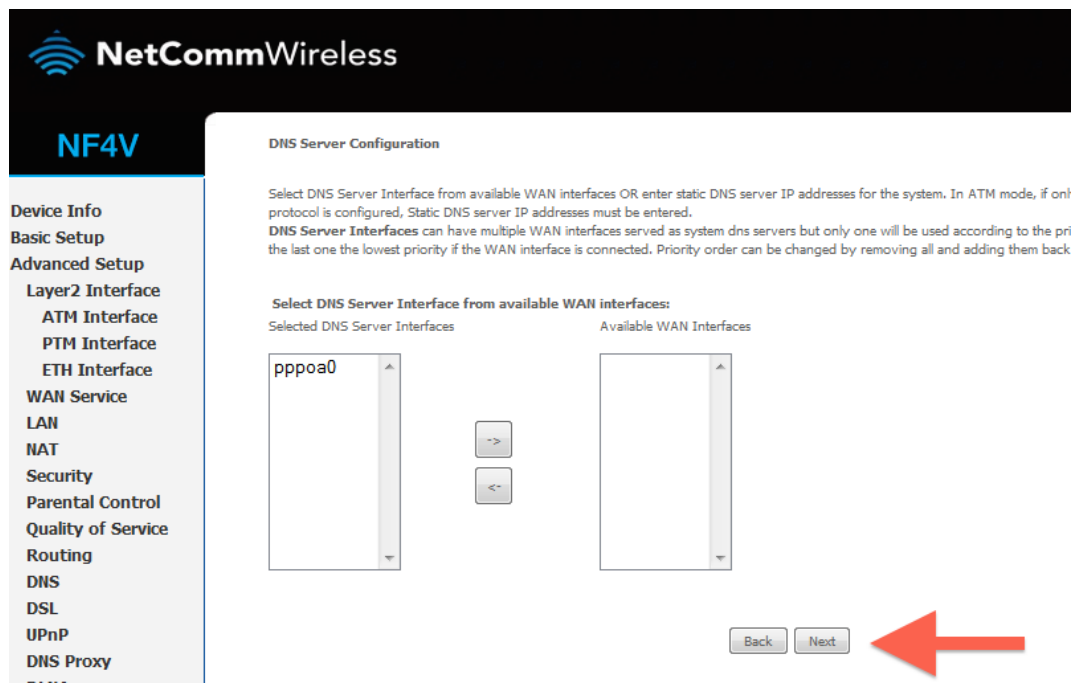 NetCommWireless
NF4V
Device Info
Basic Setup
Advanced Setup
Layer2 Interface
ATM Interface
PTM Interface
ETH Interface
WAN Service
LAN
NAT
Security
Parental Control
Quality of Service
Routing
DNS
DSL
UPnP
DNS Proxy
DNS Server Configuration
Select DNS Server Interface from available WAN interfaces OR enter static DNS server IP addresses for the system. In ATM mode, if
protocol is configured, Static DNS server IP addresses must be entered.
DNS Server Interfaces can have multiple WAN interfaces served as system dns servers but only one will be used according to the
the last one the lowest priority if the WAN interface is connected. Priority order can be changed by removing all and adding them back
Select DNS Server Interface from available WAN interfaces:
Selected DNS Server Interfaces
Available WAN Interfaces
pppoa0
->
<-
Back Next